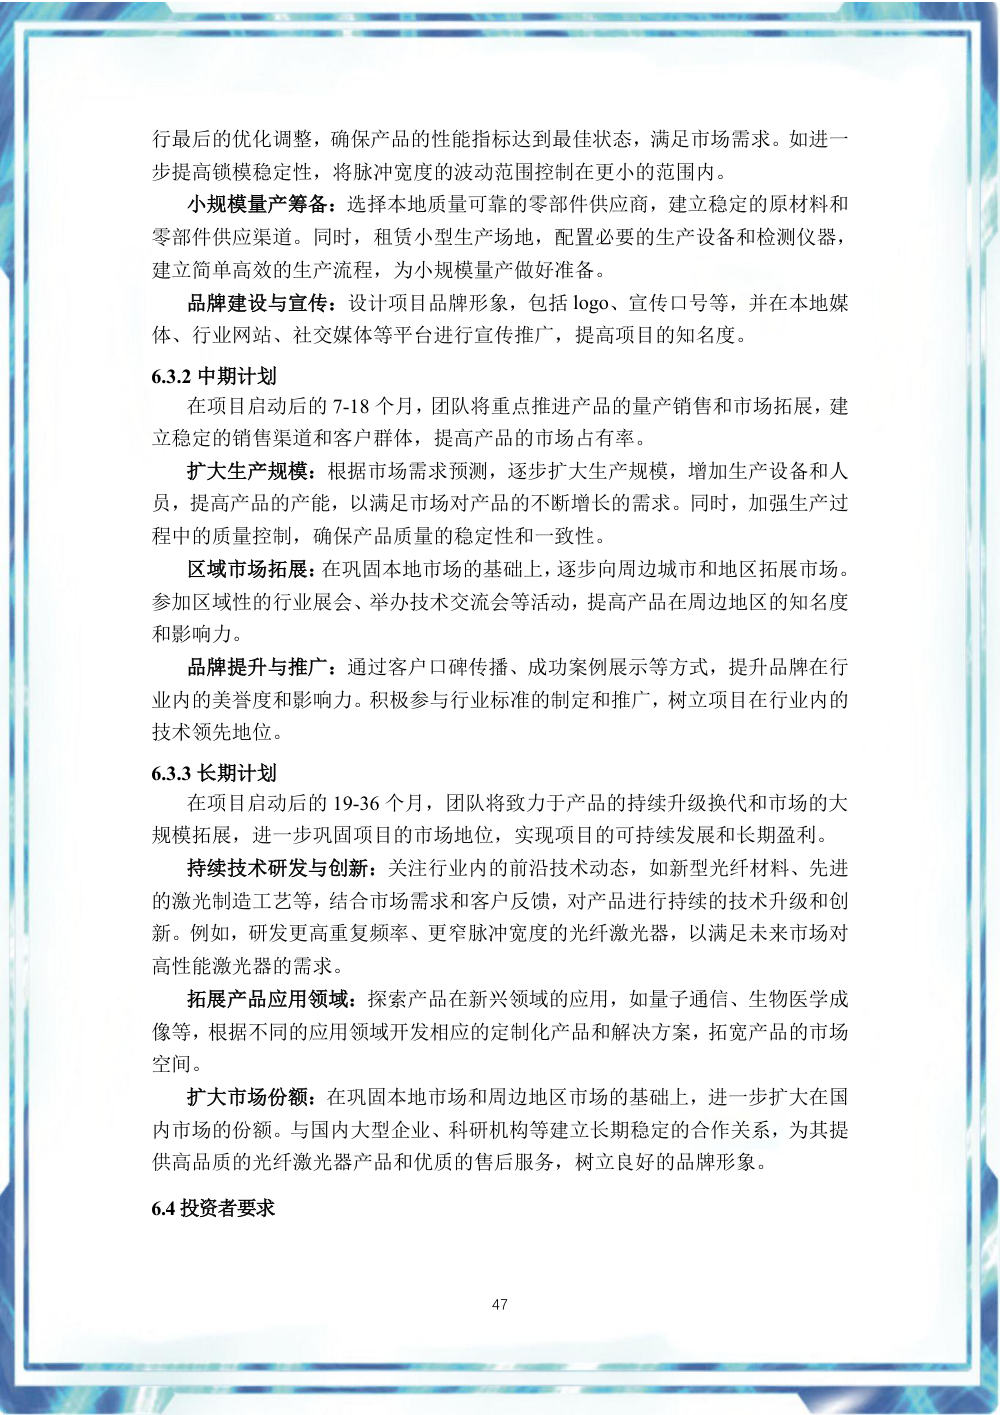 行最后的优化调整，确保产品的性能指标达到最佳状态，满足市场需求。如进一
步提高锁模稳定性，将脉冲宽度的波动范围控制在更小的范围内。
小规模量产筹备：选择本地质量可靠的零部件供应商，建立稳定的原材料和
零部件供应渠道。同时，租赁小型生产场地，配置必要的生产设备和检测仪器，
建立简单高效的生产流程，为小规模量产做好准备。
品牌建设与宣传：设计项目品牌形象，包括 logo、宣传口号等，并在本地媒
体、行业网站、社交媒体等平台进行宣传推广，提高项目的知名度。
6.3.2 中期计划
在项目启动后的 7-18 个月，团队将重点推进产品的量产销售和市场拓展，建
立稳定的销售渠道和客户群体，提高产品的市场占有率。
扩大生产规模：根据市场需求预测，逐步扩大生产规模，增加生产设备和人
员，提高产品的产能，以满足市场对产品的不断增长的需求。同时，加强生产过
程中的质量控制，确保产品质量的稳定性和一致性。
区域市场拓展：在巩固本地市场的基础上，逐步向周边城市和地区拓展市场。
参加区域性的行业展会、举办技术交流会等活动，提高产品在周边地区的知名度
和影响力。
品牌提升与推广：通过客户口碑传播、成功案例展示等方式，提升品牌在行
业内的美誉度和影响力。积极参与行业标准的制定和推广，树立项目在行业内的
技术领先地位。
6.3.3 长期计划
在项目启动后的 19-36 个月，团队将致力于产品的持续升级换代和市场的大
规模拓展，进一步巩固项目的市场地位，实现项目的可持续发展和长期盈利。
持续技术研发与创新：关注行业内的前沿技术动态，如新型光纤材料、先进
的激光制造工艺等，结合市场需求和客户反馈，对产品进行持续的技术升级和创
新。例如，研发更高重复频率、更窄脉冲宽度的光纤激光器，以满足未来市场对
高性能激光器的需求。
拓展产品应用领域：探索产品在新兴领域的应用，如量子通信、生物医学成
像等，根据不同的应用领域开发相应的定制化产品和解决方案，拓宽产品的市场
空间。
扩大市场份额：在巩固本地市场和周边地区市场的基础上，进一步扩大在国
内市场的份额。与国内大型企业、科研机构等建立长期稳定的合作关系，为其提
供高品质的光纤激光器产品和优质的售后服务，树立良好的品牌形象。
6.4 投资者要求
47